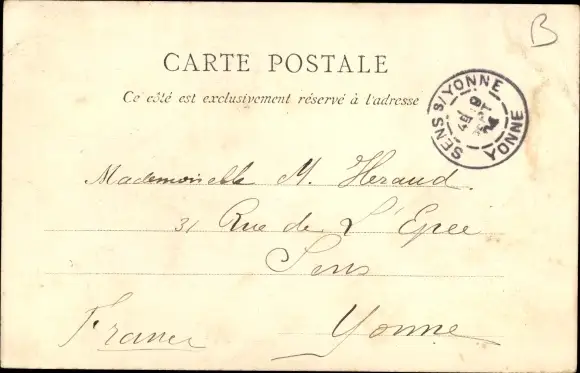 B
CARTE POSTALE
Ce côté est exclusivement réservé à l'adresse
SENS S/YONNE
YONNE
Mademoiselle M. Heraud.
31 Rue de L'Epée
Sens
France Yonne